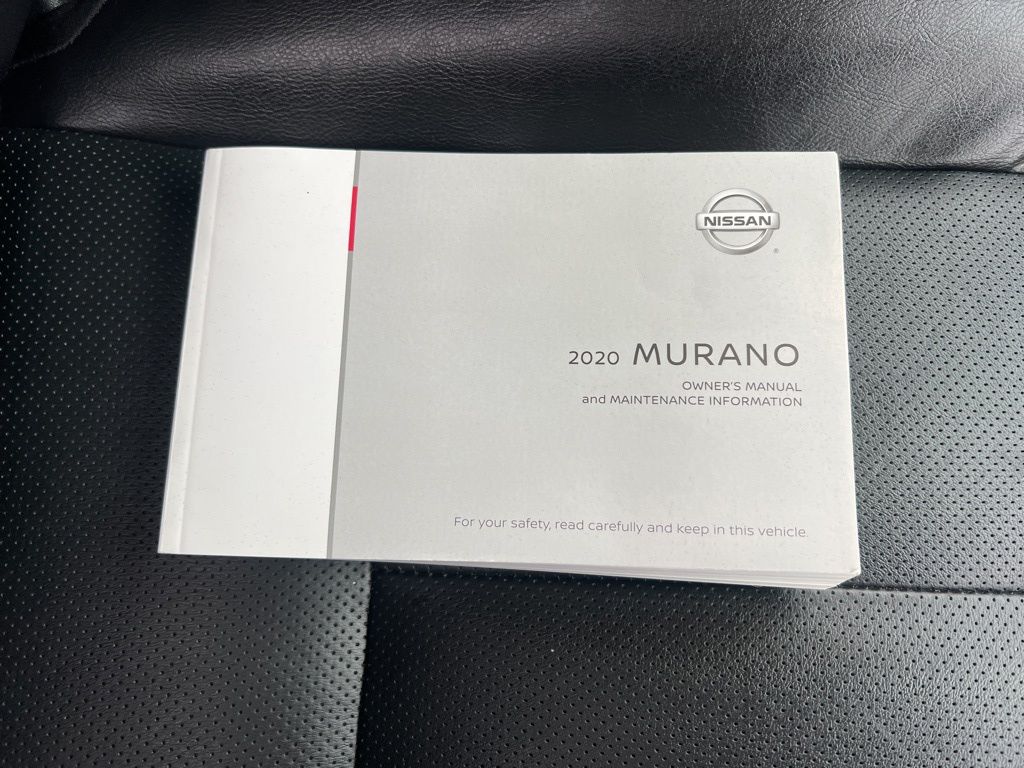 NISSAN
2020 MURANO
OWNER'S MANUAL
and MAINTENANCE INFORMATION
For your safety, read carefully and keep in this vehicle.